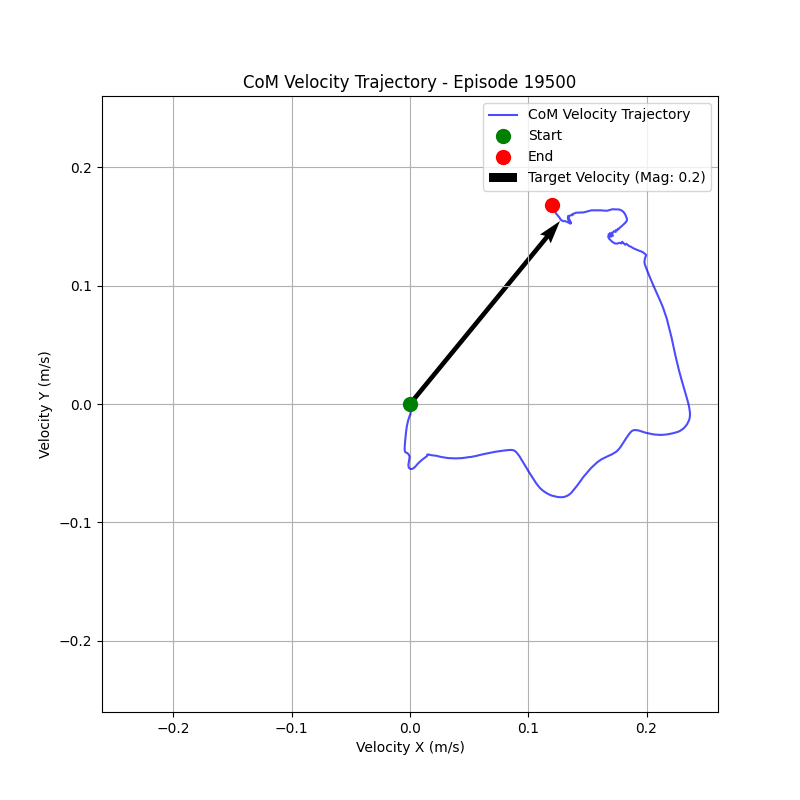 CoM Velocity Trajectory - Episode 19500
CoM Velocity Trajectory
Start
End
Target Velocity (Mag: 0.2)
0.2
0.1
0.0
−0.1
−0.2
Velocity Y (m/s)
−0.2
−0.1
0.0
0.1
0.2
Velocity X (m/s)